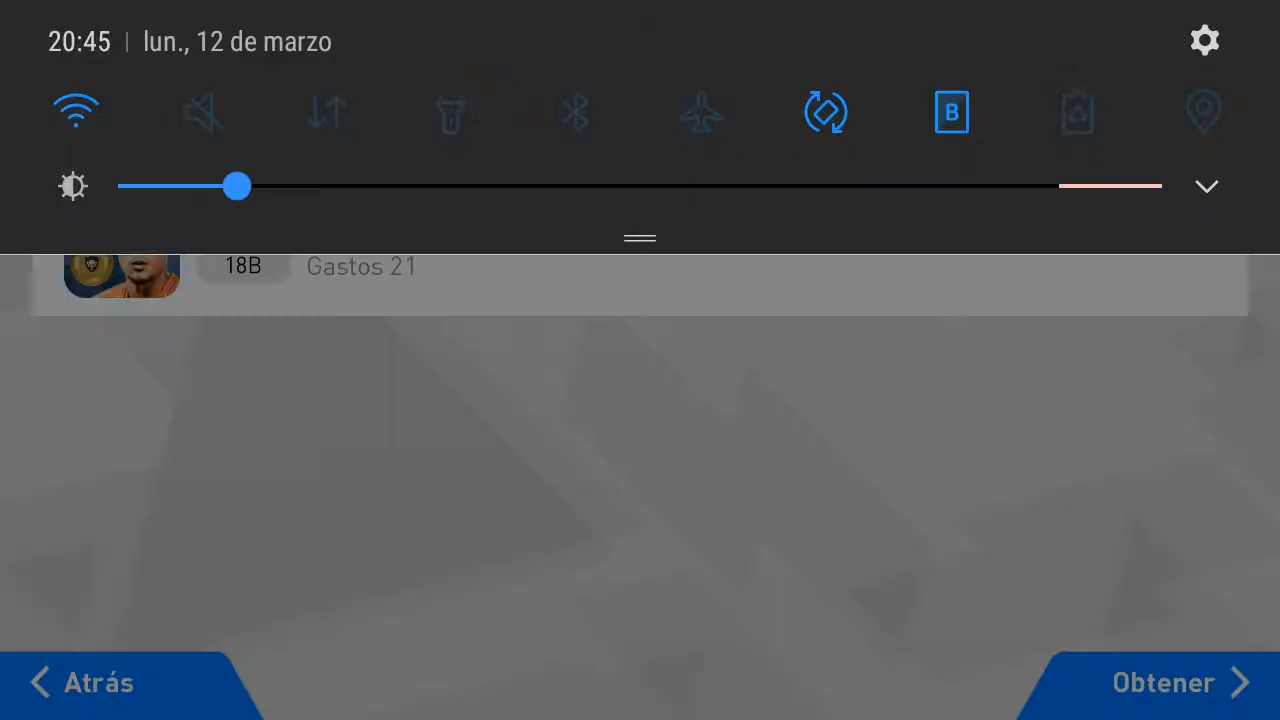 20:45 | lun., 12 de marzo
B
18B Gastos 21
Atrás
Obtener